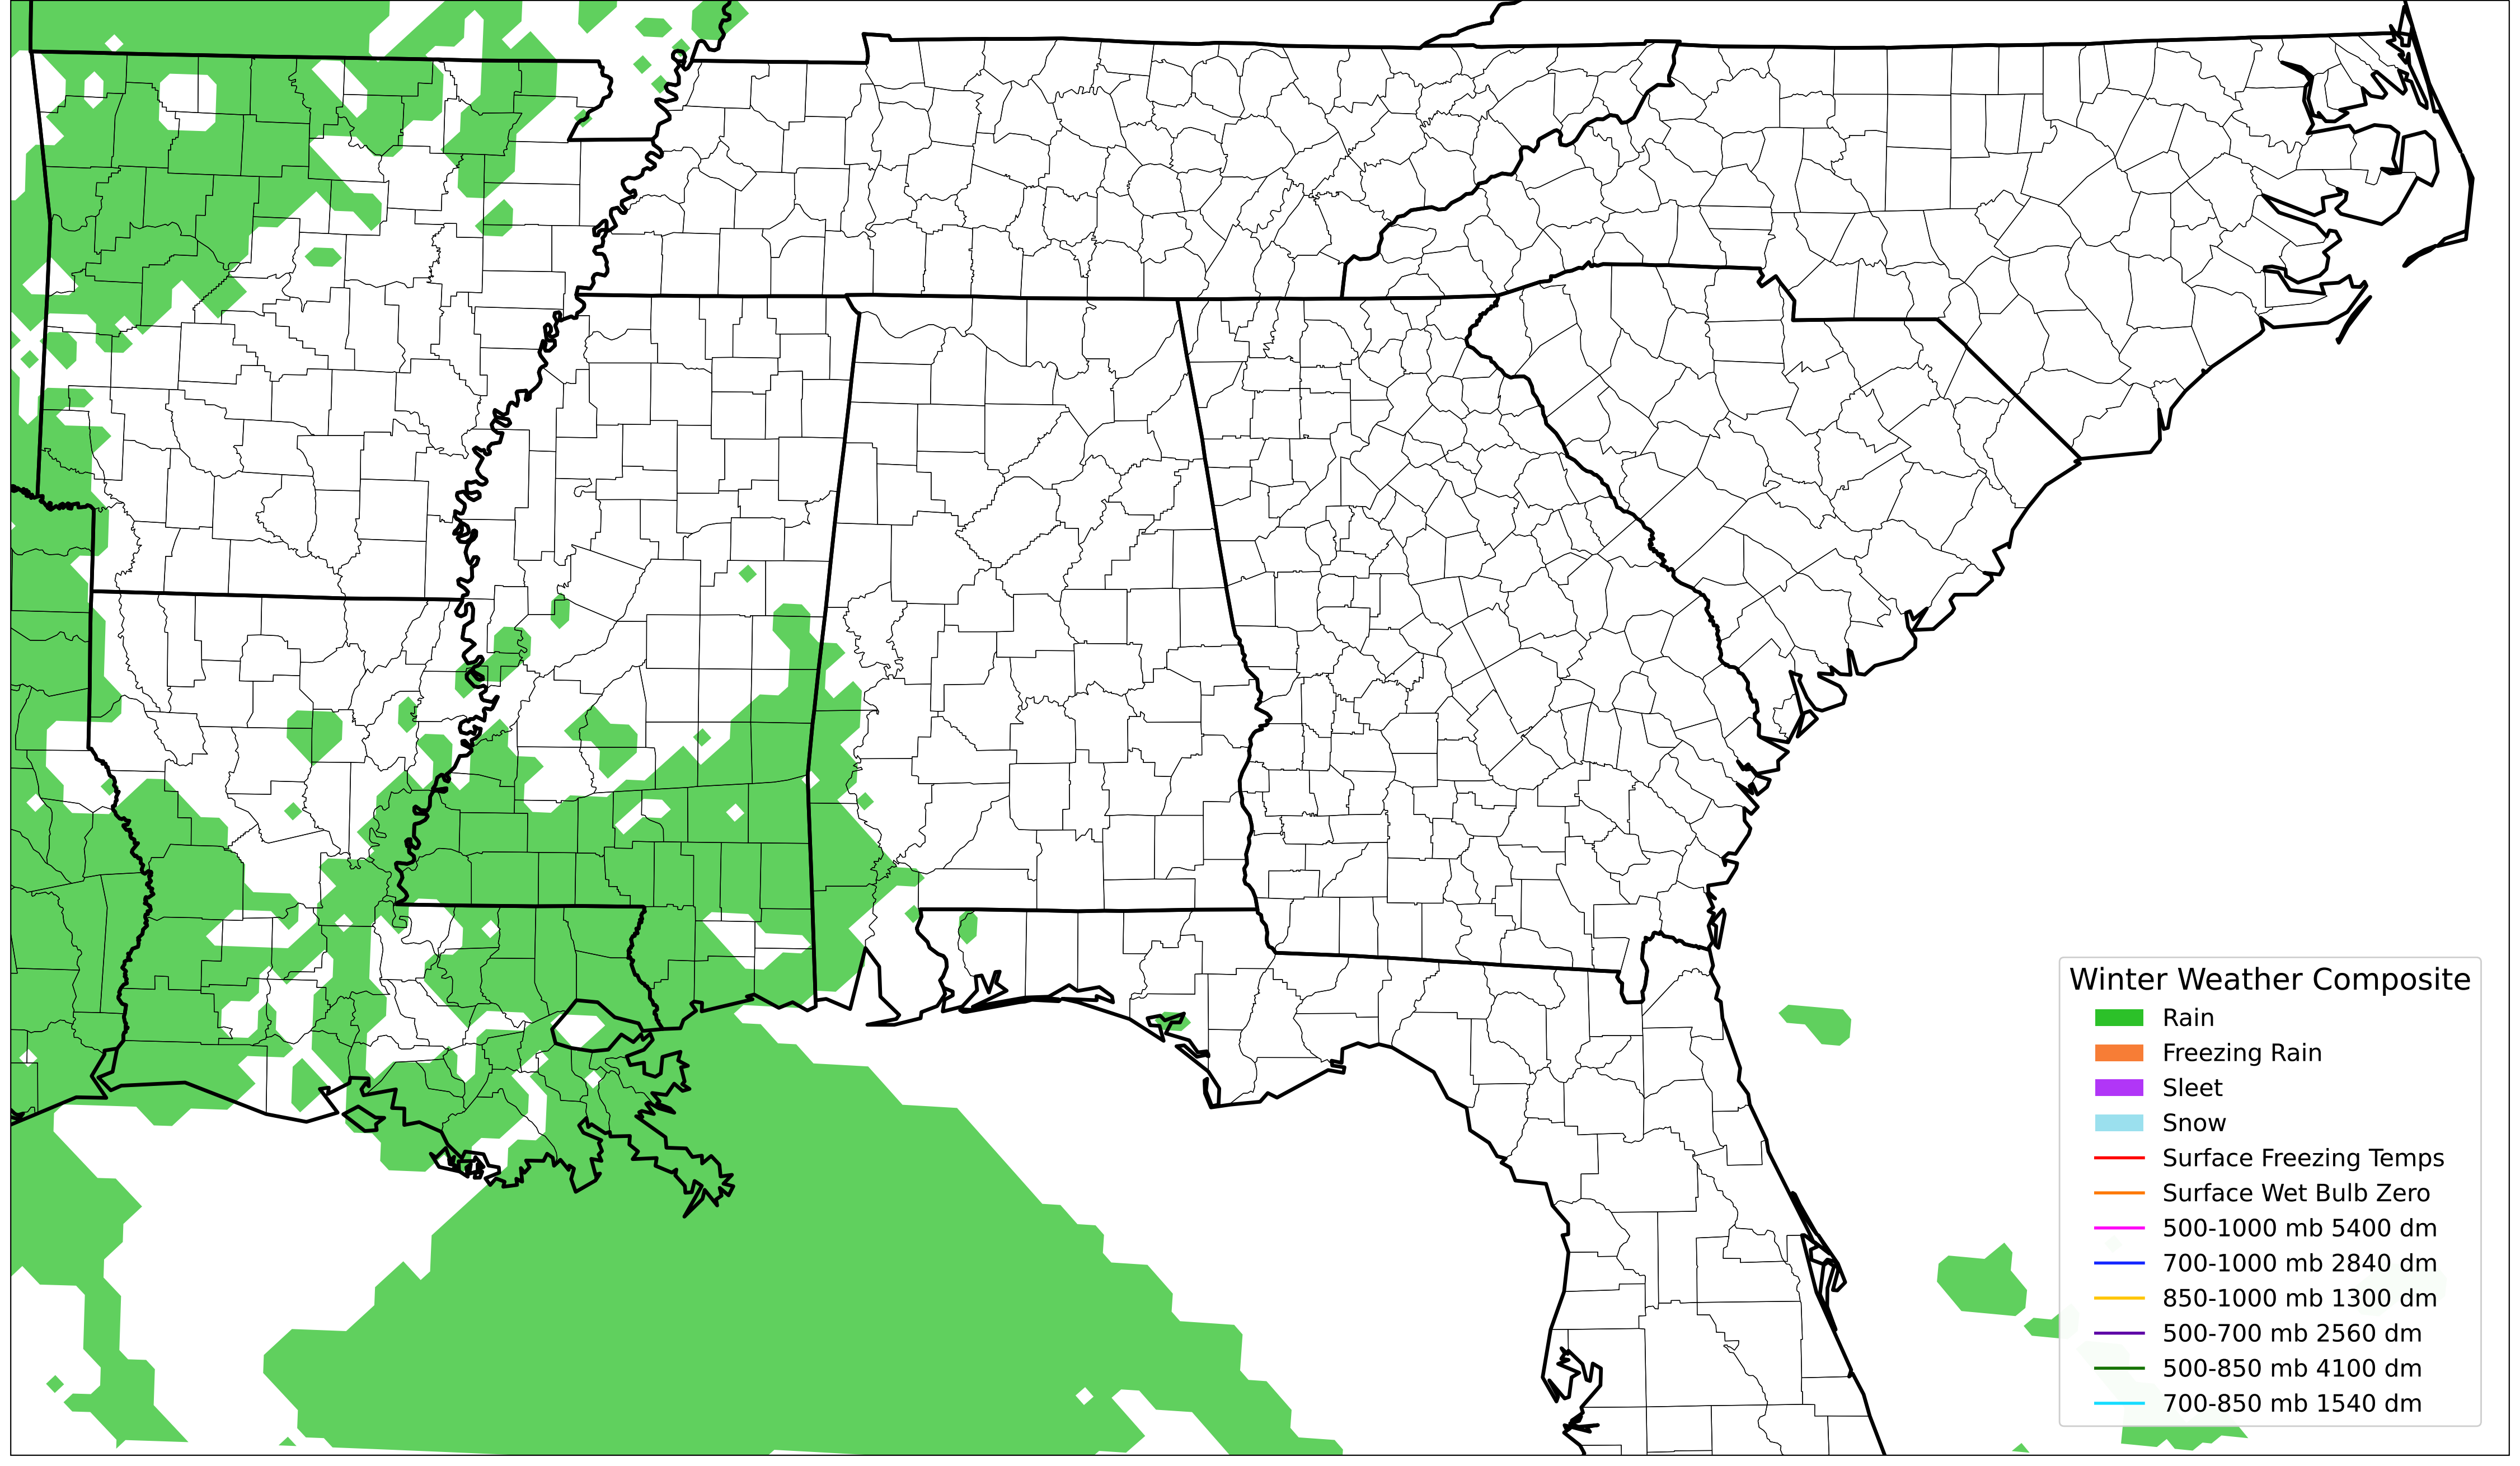 Winter Weather Composite
Rain
Freezing Rain
Sleet
Snow
Surface Freezing Temps
Surface Wet Bulb Zero
500-1000 mb 5400 dm
700-1000 mb 2840 dm
850-1000 mb 1300 dm
500-700 mb 2560 dm
500-850 mb 4100 dm
700-850 mb 1540 dm